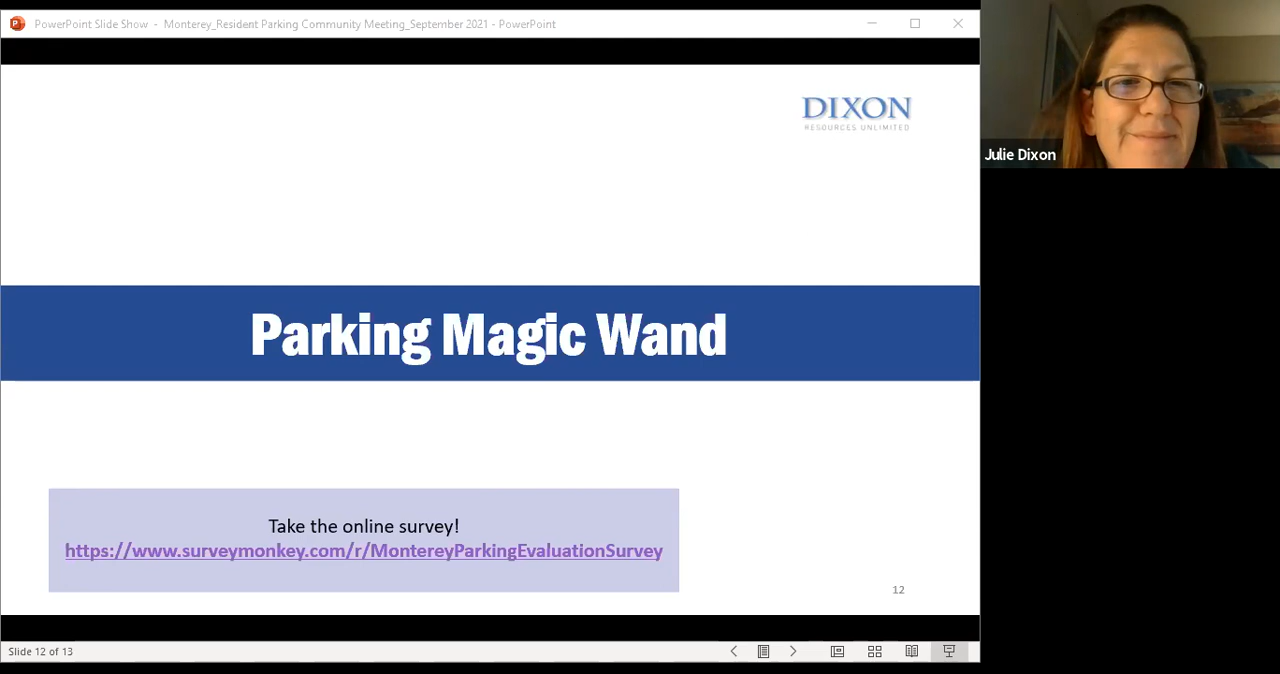 PowerPoint Slide Show - Monterey_Resident Parking Community Meeting_September 2021 - PowerPoint
DIXON
RESOURCES UNLIMITED
Julie Dixon
Parking Magic Wand
Take the online survey!
https://www.surveymonkey.com/r/MontereyParkingEvaluationSurvey
12
Slide 12 of 13